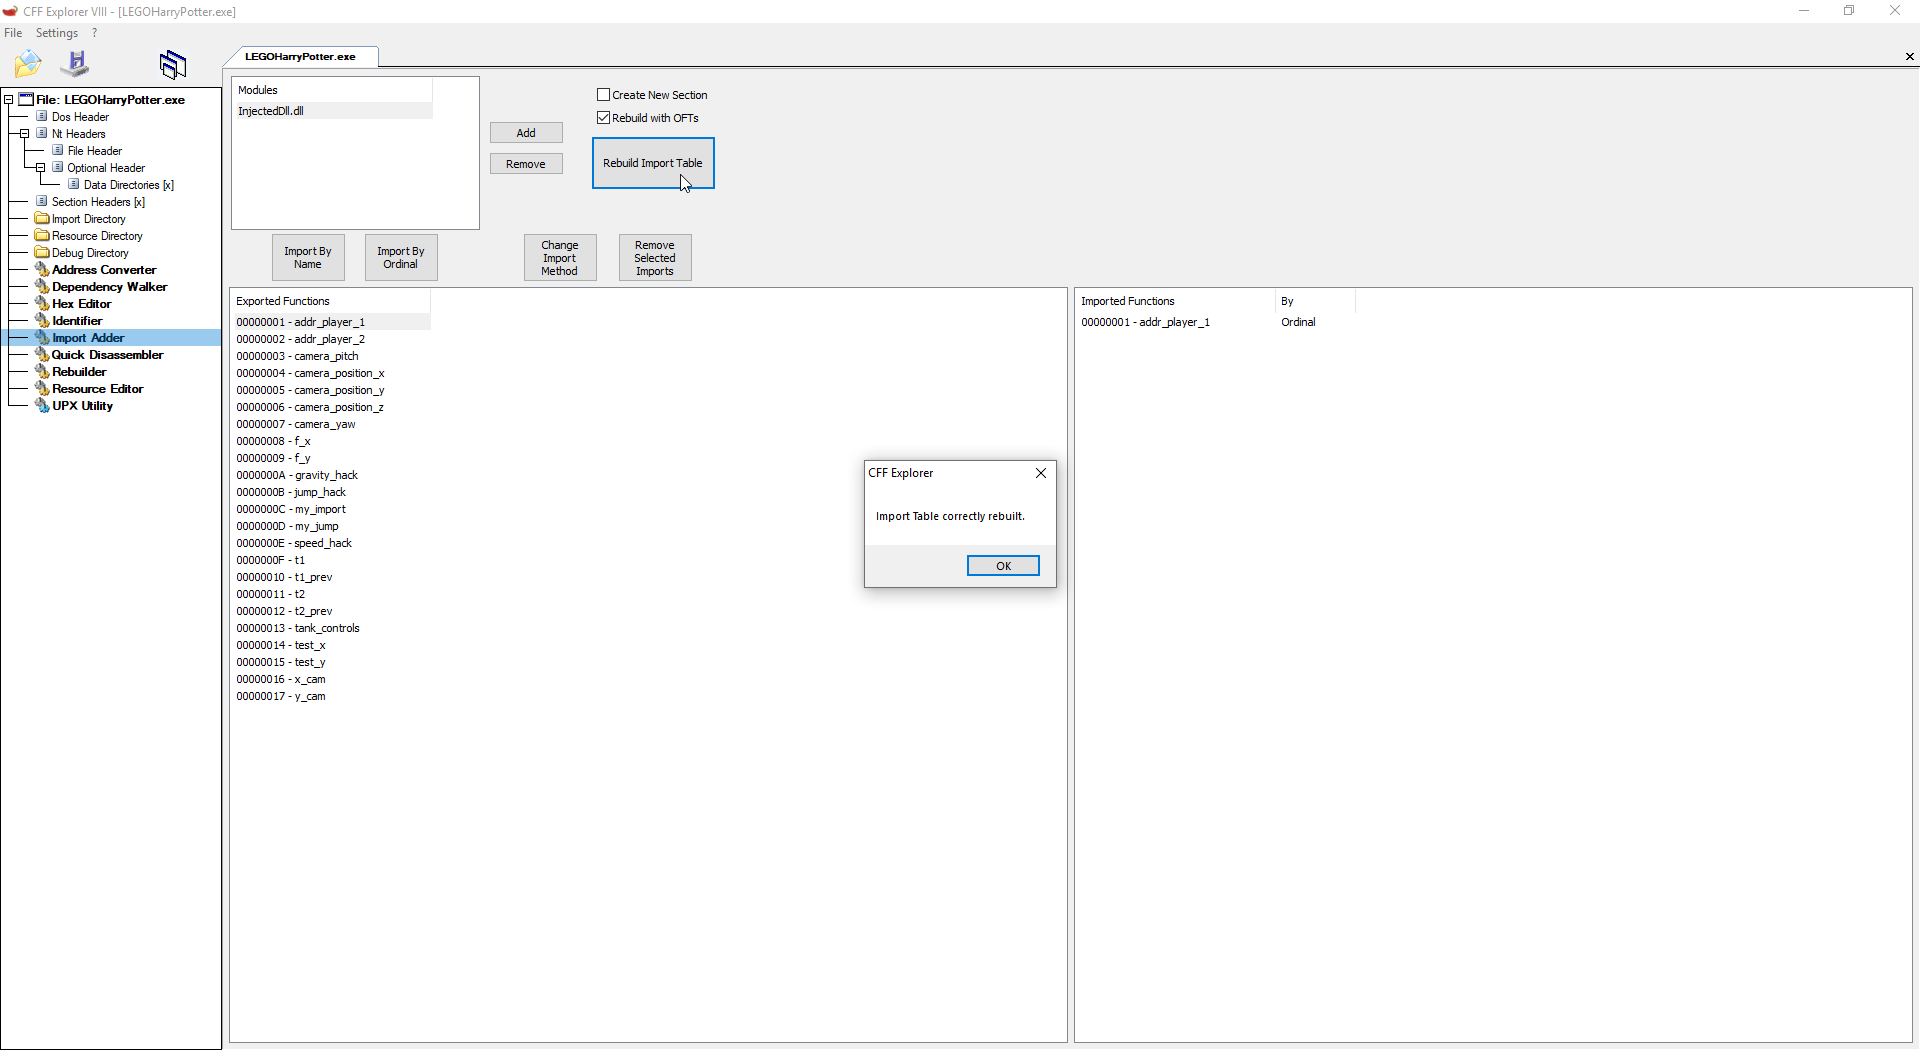 CFF Explorer VIII - [LEGOHarryPotter.exe]
File Settings ?
LEGOHarryPotter.exe
File: LEGOHarryPotter.exe
Dos Header
Nt Headers
File Header
Optional Header
Data Directories [x]
Section Headers [x]
Import Directory
Resource Directory
Debug Directory
Address Converter
Dependency Walker
Hex Editor
Identifier
Import Adder
Quick Disassembler
Rebuilder
Resource Editor
UPX Utility
Modules
InjectedDll.dll
Add
Remove
Create New Section
Rebuild with OFTs
Rebuild Import Table
Import By
Name
Import By
Ordinal
Change
Import
Method
Remove
Selected
Imports
Exported Functions
00000001 - addr_player_1
00000002 - addr_player_2
00000003 - camera_pitch
00000004 - camera_position_x
00000005 - camera_position_y
00000006 - camera_position_z
00000007 - camera_yaw
00000008 - f_x
00000009 - f_y
0000000A - gravity_hack
0000000B - jump_hack
0000000C - my_import
0000000D - my_jump
0000000E - speed_hack
0000000F - t1
00000010 - t1_prev
00000011 - t2
00000012 - t2_prev
00000013 - tank_controls
00000014 - test_x
00000015 - test_y
00000016 - x_cam
00000017 - y_cam
Imported Functions By
00000001 - addr_player_1 Ordinal
CFF Explorer
Import Table correctly rebuilt.
OK